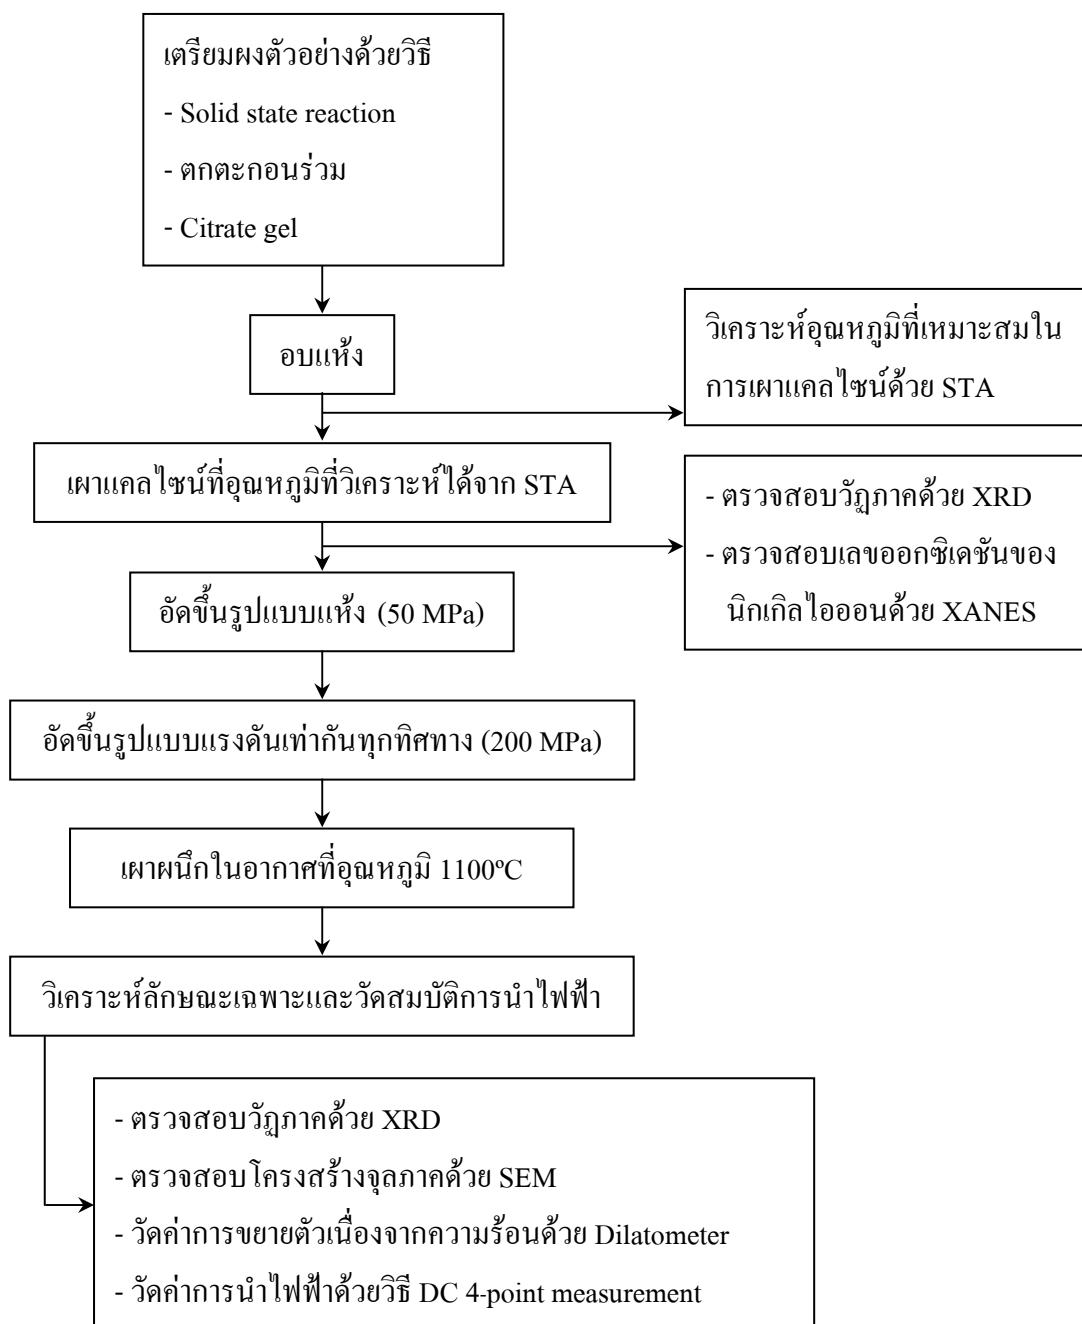 เตรียมผงตัวอย่างด้วยวิธี
- Solid state reaction
- ตกตะกอนร่วม
- Citrate gel
อบแห้ง
วิเคราะห์อุณหภูมิที่เหมาะสมใน
การเผาแคลไซน์ด้วย STA
เผาแคลไซน์ที่อุณหภูมิที่วิเคราะห์ได้จาก STA
- ตรวจสอบวัฏภาคด้วย XRD
- ตรวจสอบเลขออกซิเดชันของ
นิกเกิลไอออนด้วย XANES
อัดขึ้นรูปแบบแห้ง (50 MPa)
อัดขึ้นรูปแบบแรงดันเท่ากันทุกทิศทาง (200 MPa)
เผาผนึกในอากาศที่อุณหภูมิ 1100ºC
วิเคราะห์ลักษณะเฉพาะและวัดสมบัติการนำไฟฟ้า
- ตรวจสอบวัฏภาคด้วย XRD
- ตรวจสอบโครงสร้างจุลภาคด้วย SEM
- วัดค่าการขยายตัวเนื่องจากความร้อนด้วย Dilatometer
- วัดค่าการนำไฟฟ้าด้วยวิธี DC 4-point measurement